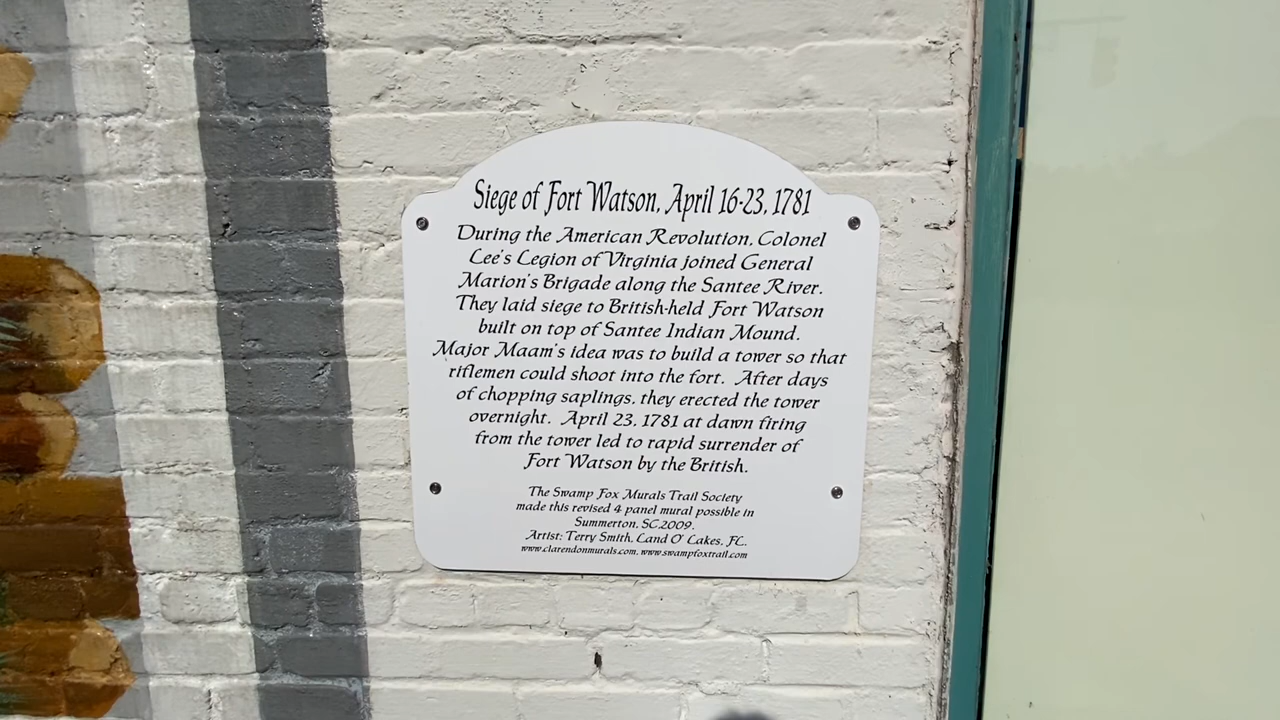 Siege of Fort Watson, April 16-23, 1781
During the American Revolution, Colonel
Lee's Legion of Virginia joined General
Marion's Brigade along the Santee River.
They laid siege to British-held Fort Watson
built on top of Santee Indian Mound.
Major Maam's idea was to build a tower so that
riflemen could shoot into the fort. After days
of chopping saplings, they erected the tower
overnight. April 23, 1781 at dawn firing
from the tower led to rapid surrender of
Fort Watson by the British.
The Swamp Fox Murals Trail Society
made this revised 4 panel mural possible in
Summerton, SC 2009.
Artist: Terry Smith, Land O' Lakes, FL.
www.clarendonmurals.com, www.swampfoxtrail.com